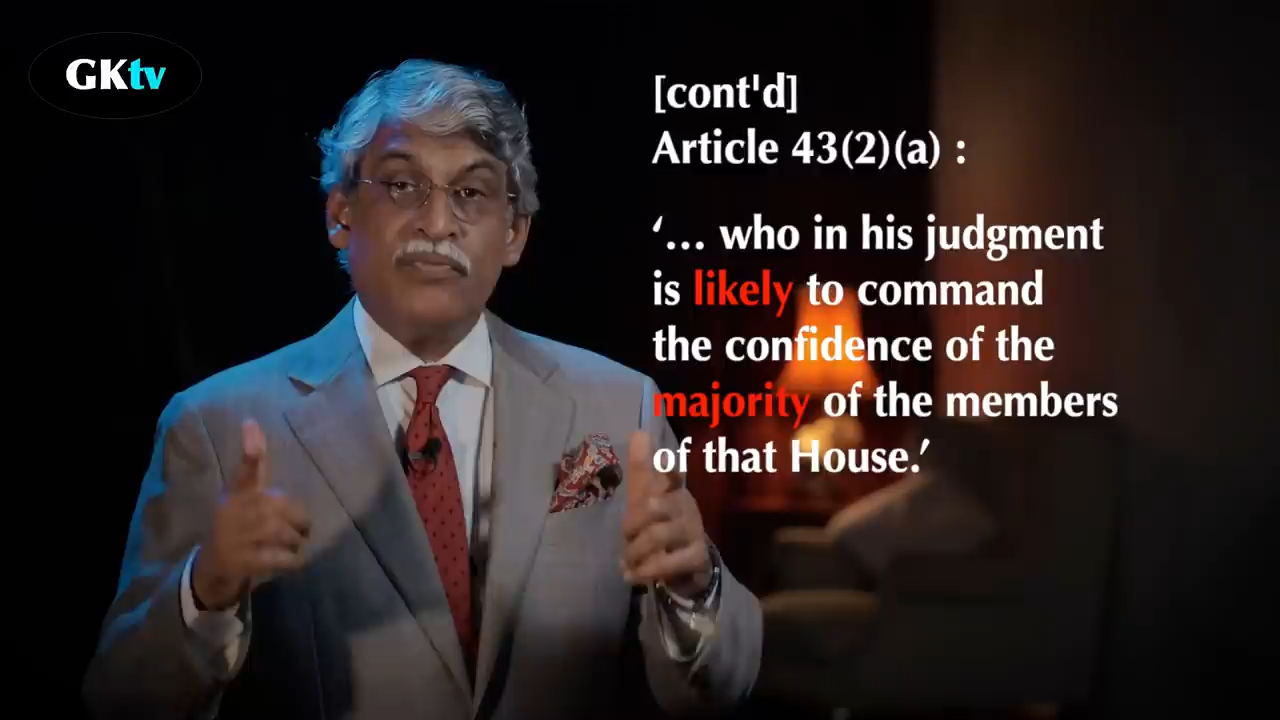 GKtv
[cont'd]
Article 43(2)(a) :
‘... who in his judgment
is likely to command
the confidence of the
majority of the members
of that House.’